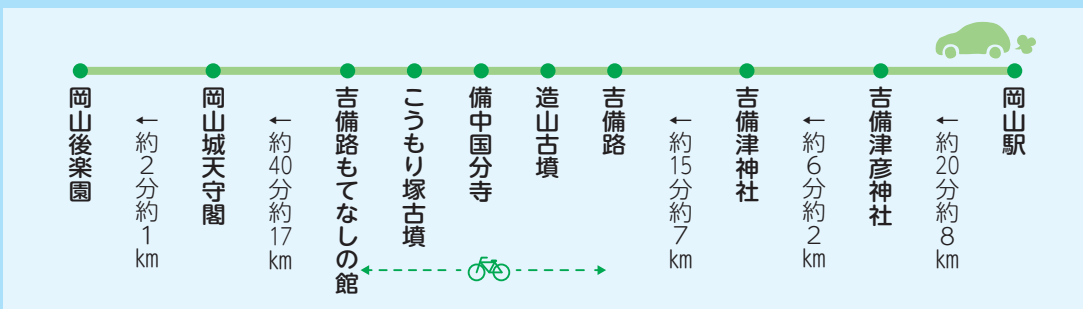 岡山駅
←約20分約8km
吉備津彦神社
←約6分約2km
吉備津神社
←約15分約7km
吉備路
造山古墳
備中国分寺
こうもり塚古墳
吉備路もてなしの館
←約40分約17km
岡山城天守閣
←約2分約1km
岡山後楽園